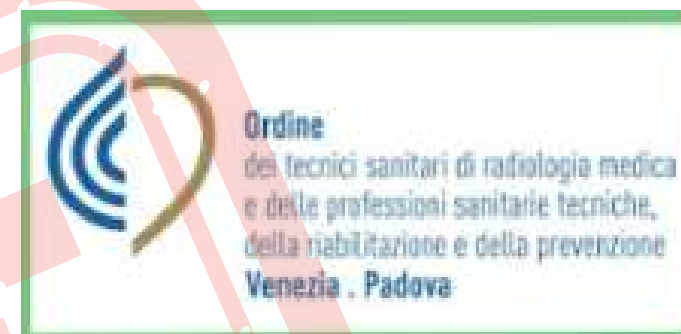 Ordine
dei tecnici sanitari di radiologia medica
e delle professioni sanitarie tecniche,
della riabilitazione e della prevenzione
Venezia . Padova